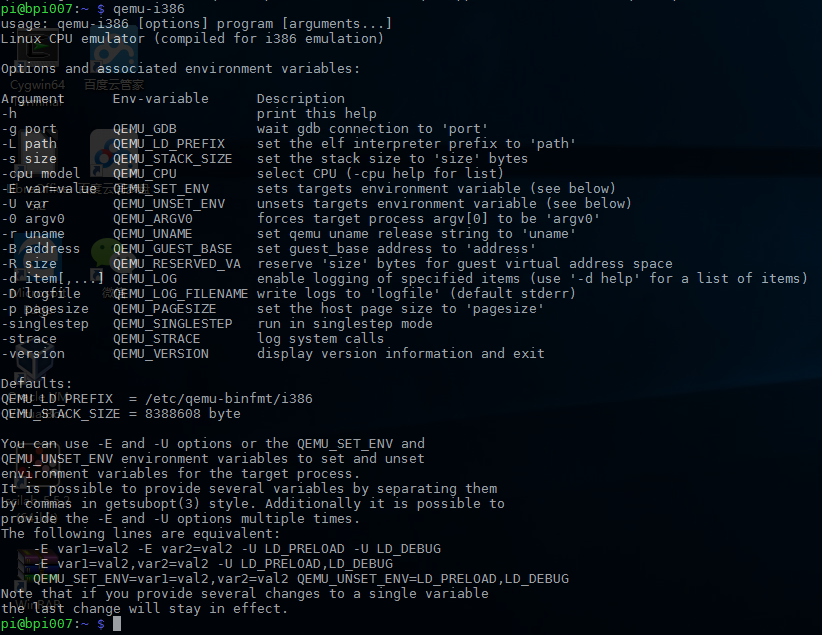 pi@bpi007:~ $ qemu-i386
usage: qemu-i386 [options] program [arguments...]
Linux CPU emulator (compiled for i386 emulation)
Options and associated environment variables:
Cygwin64 百度云管家
Argument Env-variable Description
-h print this help
-g port QEMU_GDB wait gdb connection to 'port'
-L path QEMU_LD_PREFIX set the elf interpreter prefix to 'path'
-s size QEMU_STACK_SIZE set the stack size to 'size' bytes
-cpu model QEMU_CPU select CPU (-cpu help for list)
-E var=value QEMU_SET_ENV sets targets environment variable (see below)
-U var QEMU_UNSET_ENV unsets targets environment variable (see below)
-0 argv0 QEMU_ARGV0 forces target process argv[0] to be 'argv0'
-r uname QEMU_UNAME set qemu uname release string to 'uname'
-B address QEMU_GUEST_BASE set guest_base address to 'address'
-R size QEMU_RESERVED_VA reserve 'size' bytes for guest virtual address space
-d item[,...] QEMU_LOG enable logging of specified items (use '-d help' for a list of items)
-D logfile QEMU_LOG_FILENAME write logs to 'logfile' (default stderr)
-p pagesize QEMU_PAGESIZE set the host page size to 'pagesize'
-singlestep QEMU_SINGLESTEP run in singlestep mode
-strace QEMU_STRACE log system calls
-version QEMU_VERSION display version information and exit
Defaults:
QEMU_LD_PREFIX = /etc/qemu-binfmt/i386
QEMU_STACK_SIZE = 8388608 byte
You can use -E and -U options or the QEMU_SET_ENV and
QEMU_UNSET_ENV environment variables to set and unset
environment variables for the target process.
It is possible to provide several variables by separating them
by commas in getsubopt(3) style. Additionally it is possible to
provide the -E and -U options multiple times.
The following lines are equivalent:
-E var1=val2 -E var2=val2 -U LD_PRELOAD -U LD_DEBUG
-E var1=val2,var2=val2 -U LD_PRELOAD,LD_DEBUG
QEMU_SET_ENV=var1=val2,var2=val2 QEMU_UNSET_ENV=LD_PRELOAD,LD_DEBUG
Note that if you provide several changes to a single variable
the last change will stay in effect.
pi@bpi007:~ $